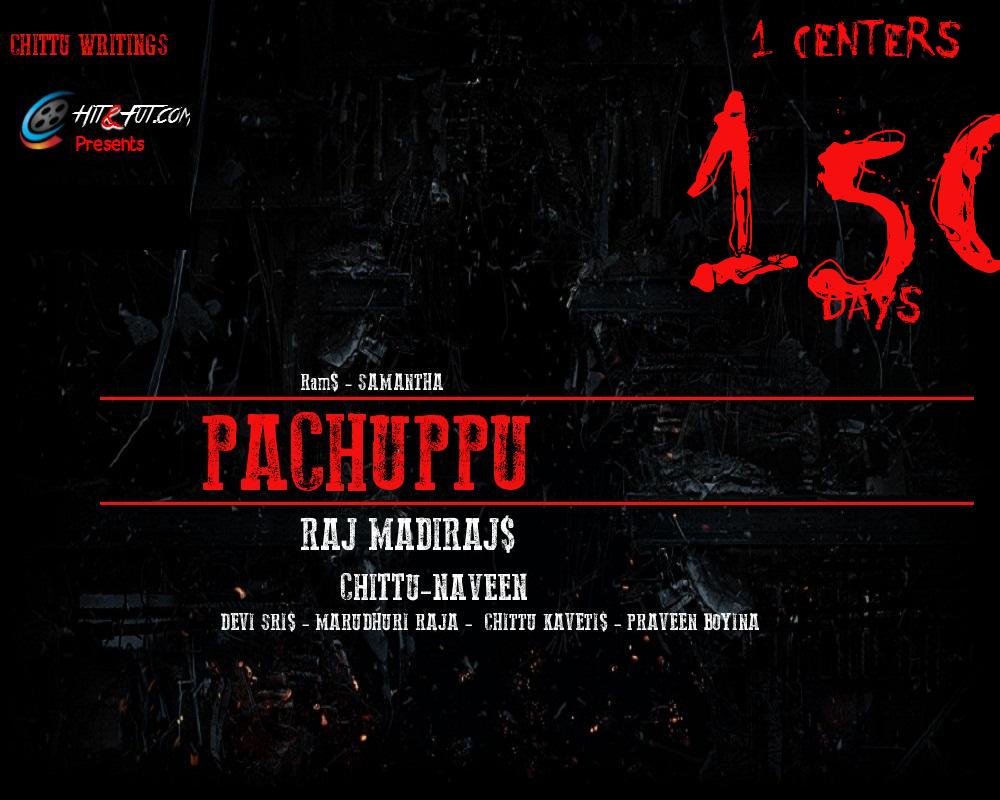 CHITTU WRITINGS
1 CENTERS
HIT&FUT.COM
Presents
150
DAYS
Ram$ - SAMANTHA
PACHUPPU
RAJ MADIRAJ$
CHITTU-NAVEEN
DEVI SRI$ - MARUDHURI RAJA - CHITTU KAVETI$ - PRAVEEN BOYINA